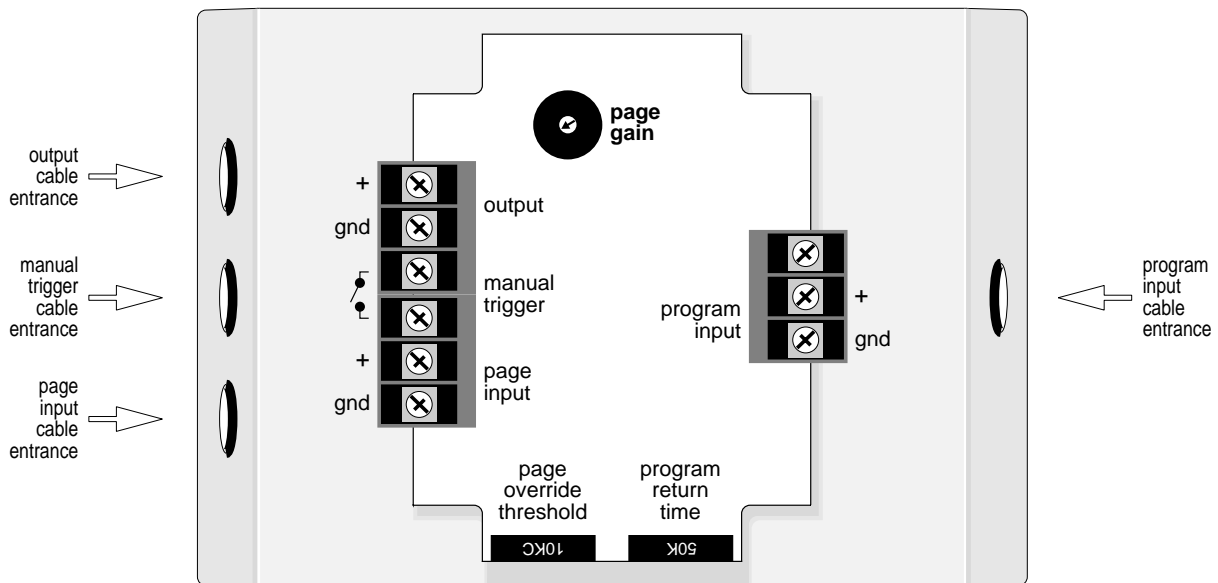 page
gain
output
cable
entrance
+
output
gnd
manual
trigger
cable
entrance
manual
trigger
program
input
+
gnd
program
input
cable
entrance
page
input
cable
entrance
+
page
input
gnd
page
override
threshold
program
return
time
10KC
50K